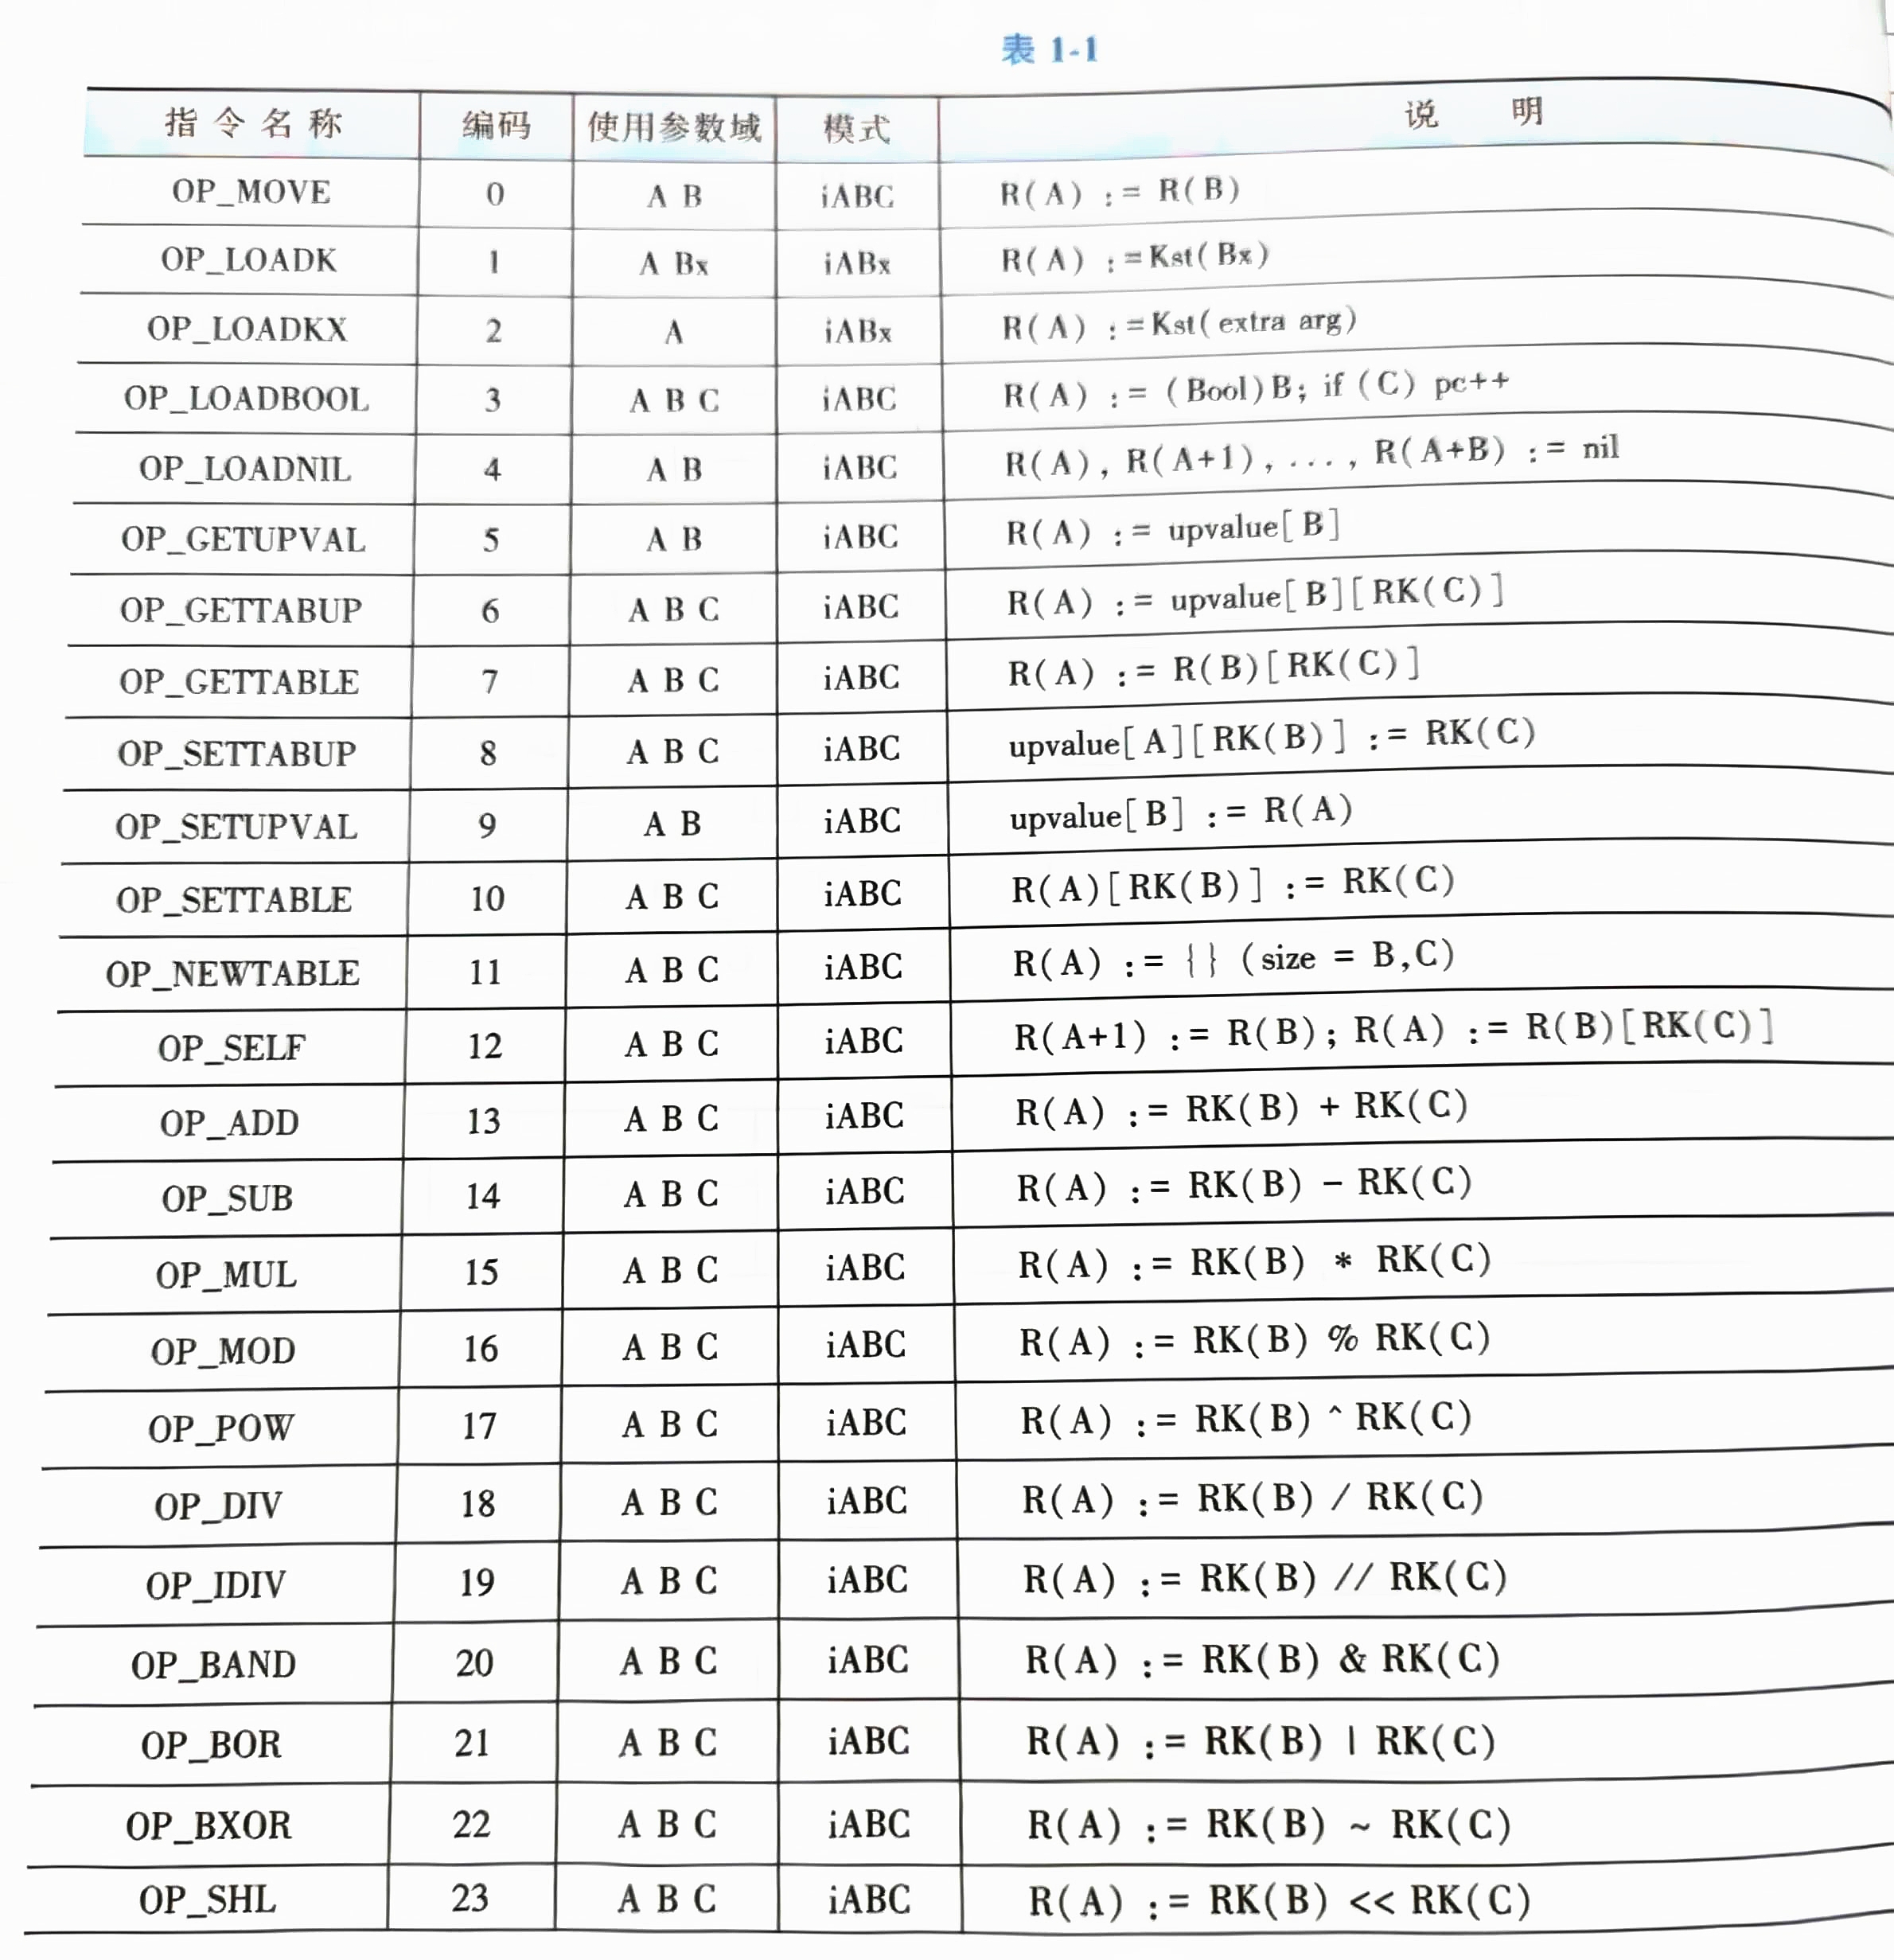 表 1-1
指令名称 编码 使用参数域 模式 说 明
OP_MOVE 0 A B iABC R(A) := R(B)
OP_LOADK 1 A Bx iABx R(A) :=Kst(Bx)
OP_LOADKX 2 A iABx R(A) :=Kst(extra arg)
OP_LOADBOOL 3 A B C iABC R(A) := (Bool)B; if (C) pc++
OP_LOADNIL 4 A B iABC R(A), R(A+1), ..., R(A+B) := nil
OP_GETUPVAL 5 A B iABC R(A) := upvalue[B]
OP_GETTABUP 6 A B C iABC R(A) := upvalue[B][RK(C)]
OP_GETTABLE 7 A B C iABC R(A) := R(B)[RK(C)]
OP_SETTABUP 8 A B C iABC upvalue[A][RK(B)] := RK(C)
OP_SETUPVAL 9 A B iABC upvalue[B] := R(A)
OP_SETTABLE 10 A B C iABC R(A)[RK(B)] := RK(C)
OP_NEWTABLE 11 A B C iABC R(A) := {} (size = B,C)
OP_SELF 12 A B C iABC R(A+1) := R(B); R(A) := R(B)[RK(C)]
OP_ADD 13 A B C iABC R(A) := RK(B) + RK(C)
OP_SUB 14 A B C iABC R(A) := RK(B) - RK(C)
OP_MUL 15 A B C iABC R(A) := RK(B) * RK(C)
OP_MOD 16 A B C iABC R(A) := RK(B) % RK(C)
OP_POW 17 A B C iABC R(A) := RK(B) ^ RK(C)
OP_DIV 18 A B C iABC R(A) := RK(B) / RK(C)
OP_IDIV 19 A B C iABC R(A) := RK(B) // RK(C)
OP_BAND 20 A B C iABC R(A) := RK(B) & RK(C)
OP_BOR 21 A B C iABC R(A) := RK(B) | RK(C)
OP_BXOR 22 A B C iABC R(A) := RK(B) ~ RK(C)
OP_SHL 23 A B C iABC R(A) := RK(B) << RK(C)